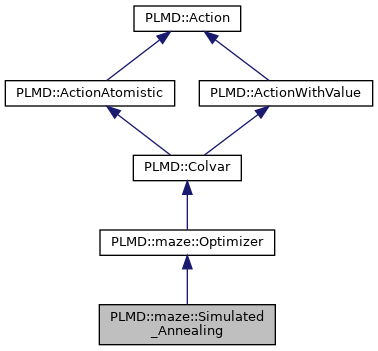 PLMD::Action
PLMD::ActionAtomistic
PLMD::ActionWithValue
PLMD::Colvar
PLMD::maze::Optimizer
PLMD::maze::Simulated
_Annealing